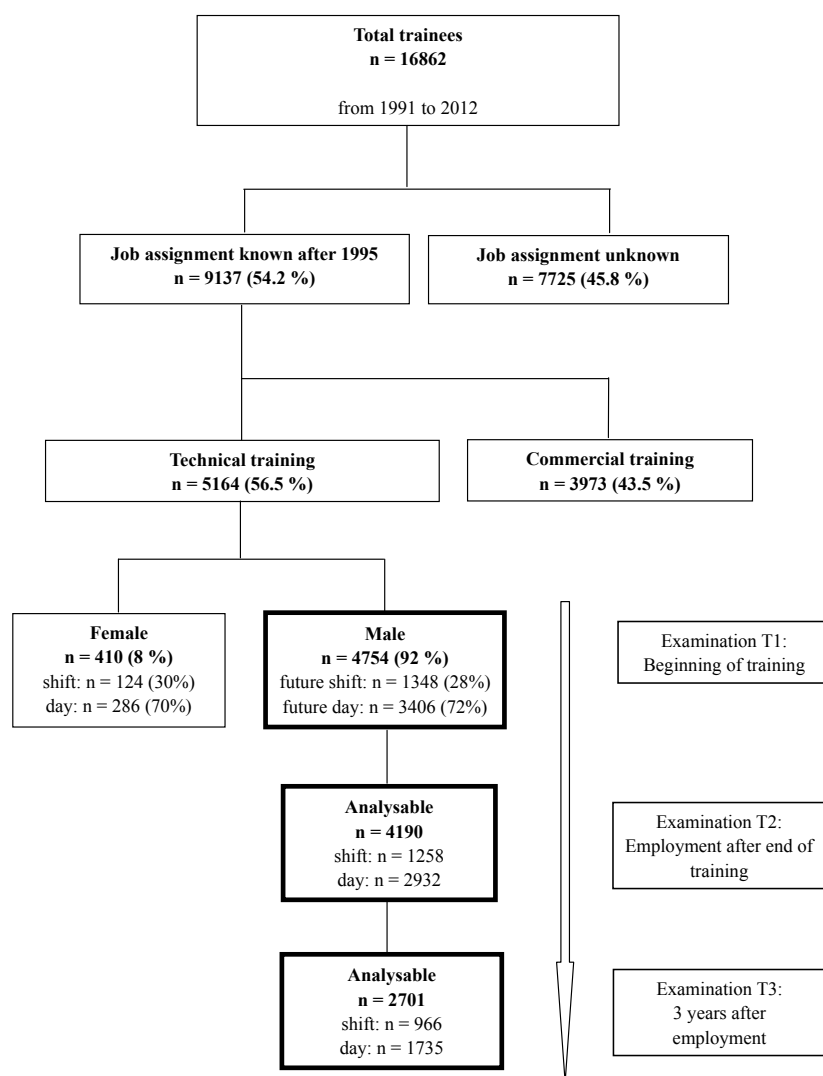 Total trainees
n = 16862
from 1991 to 2012
Job assignment known after 1995
n = 9137 (54.2 %)
Job assignment unknown
n = 7725 (45.8 %)
Technical training
n = 5164 (56.5 %)
Commercial training
n = 3973 (43.5 %)
Female
n = 410 (8 %)
shift: n = 124 (30%)
day: n = 286 (70%)
Male
n = 4754 (92 %)
future shift: n = 1348 (28%)
future day: n = 3406 (72%)
Examination T1:
Beginning of training
Analysable
n = 4190
shift: n = 1258
day: n = 2932
Examination T2:
Employment after end of
training
Analysable
n = 2701
shift: n = 966
day: n = 1735
Examination T3:
3 years after
employment